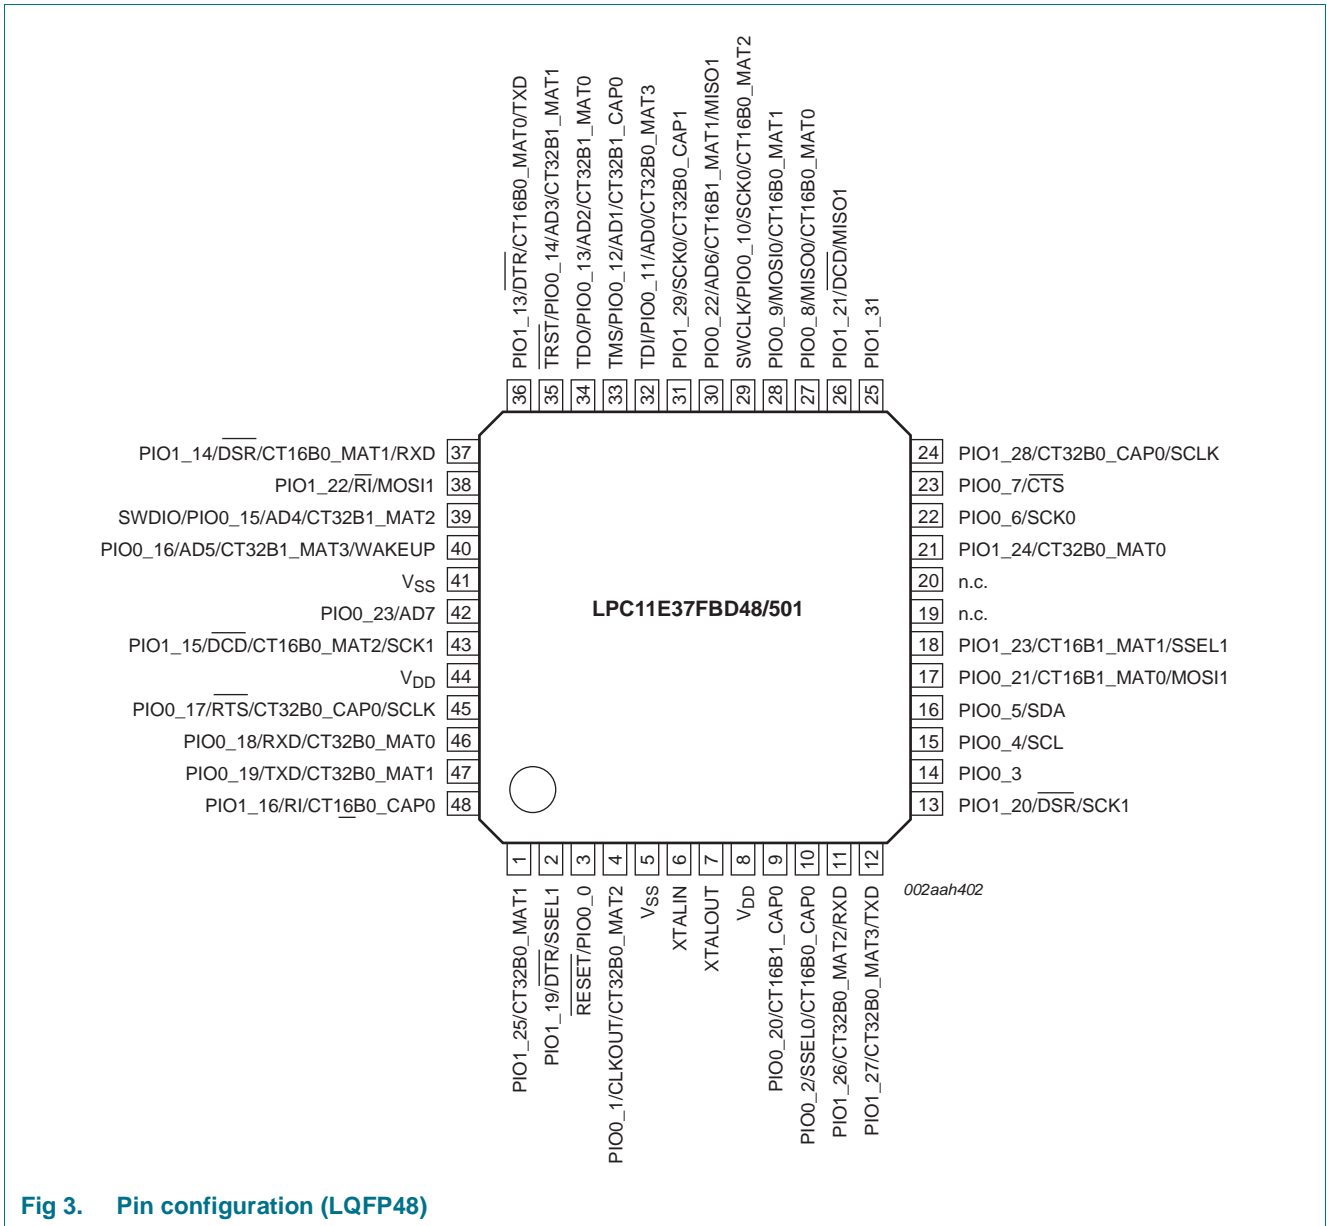 PIO1_13/DTR/CT16B0_MAT0/TXD
TRST/PIO0_14/AD3/CT32B1_MAT1
TDO/PIO0_13/AD2/CT32B1_MAT0
TMS/PIO0_12/AD1/CT32B1_CAP0
TDI/PIO0_11/AD0/CT32B0_MAT3
PIO1_29/SCK0/CT32B0_CAP1
PIO0_22/AD6/CT16B1_MAT1/MISO1
SWCLK/PIO0_10/SCK0/CT16B0_MAT2
PIO0_9/MOSI0/CT16B0_MAT1
PIO0_8/MISO0/CT16B0_MAT0
PIO1_21/DCD/MISO1
PIO1_31
36 35 34 33 32 31 30 29 28 27 26 25
PIO1_14/DSR/CT16B0_MAT1/RXD 37
PIO1_22/RI/MOSI1 38
SWDIO/PIO0_15/AD4/CT32B1_MAT2 39
PIO0_16/AD5/CT32B1_MAT3/WAKEUP 40
VSS 41
PIO0_23/AD7 42
PIO1_15/DCD/CT16B0_MAT2/SCK1 43
VDD 44
PIO0_17/RTS/CT32B0_CAP0/SCLK 45
PIO0_18/RXD/CT32B0_MAT0 46
PIO0_19/TXD/CT32B0_MAT1 47
PIO1_16/RI/CT16B0_CAP0 48
LPC11E37FBD48/501
24 PIO1_28/CT32B0_CAP0/SCLK
23 PIO0_7/CTS
22 PIO0_6/SCK0
21 PIO1_24/CT32B0_MAT0
20 n.c.
19 n.c.
18 PIO1_23/CT16B1_MAT1/SSEL1
17 PIO0_21/CT16B1_MAT0/MOSI1
16 PIO0_5/SDA
15 PIO0_4/SCL
14 PIO0_3
13 PIO1_20/DSR/SCK1
1 2 3 4 5 6 7 8 9 10 11 12
PIO1_25/CT32B0_MAT1
PIO1_19/DTR/SSEL1
RESET/PIO0_0
PIO0_1/CLKOUT/CT32B0_MAT2
VSS
XTALIN
XTALOUT
VDD
PIO0_20/CT16B1_CAP0
PIO0_2/SSEL0/CT16B0_CAP0
PIO1_26/CT32B0_MAT2/RXD
PIO1_27/CT32B0_MAT3/TXD
002aah402
Fig 3. Pin configuration (LQFP48)